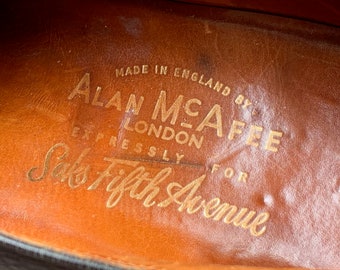 MADE IN ENGLAND BY
ALAN McAFEE
LONDON
EXPRESSLY FOR
Saks Fifth Avenue